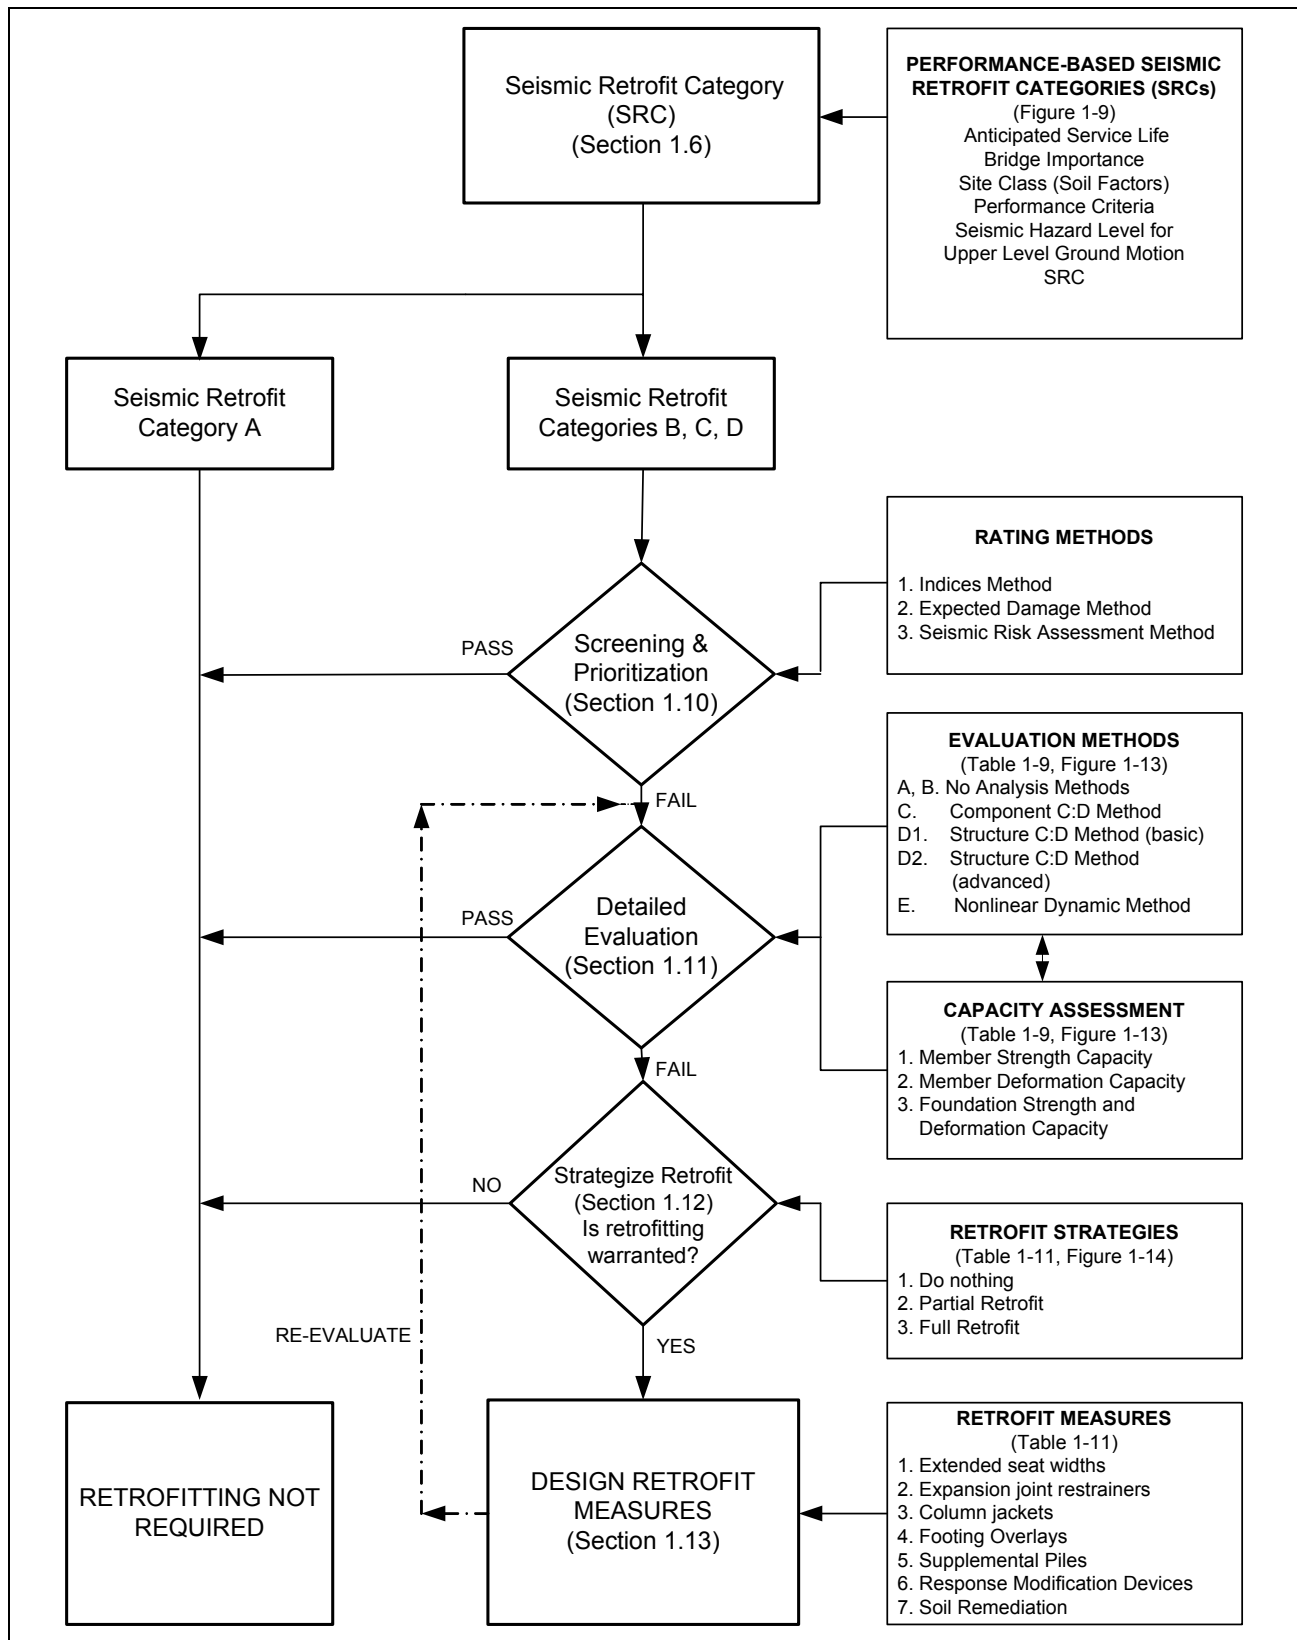 Seismic Retrofit Category
(SRC)
(Section 1.6)
PERFORMANCE-BASED SEISMIC
RETROFIT CATEGORIES (SRCs)
(Figure 1-9)
Anticipated Service Life
Bridge Importance
Site Class (Soil Factors)
Performance Criteria
Seismic Hazard Level for
Upper Level Ground Motion
SRC
Seismic Retrofit
Category A
Seismic Retrofit
Categories B, C, D
RATING METHODS
1. Indices Method
2. Expected Damage Method
3. Seismic Risk Assessment Method
PASS
Screening &
Prioritization
(Section 1.10)
FAIL
EVALUATION METHODS
(Table 1-9, Figure 1-13)
A, B. No Analysis Methods
C. Component C:D Method
D1. Structure C:D Method (basic)
D2. Structure C:D Method
(advanced)
E. Nonlinear Dynamic Method
PASS
Detailed
Evaluation
(Section 1.11)
FAIL
CAPACITY ASSESSMENT
(Table 1-9, Figure 1-13)
1. Member Strength Capacity
2. Member Deformation Capacity
3. Foundation Strength and
Deformation Capacity
NO
Strategize Retrofit
(Section 1.12)
Is retrofitting
warranted?
YES
RETROFIT STRATEGIES
(Table 1-11, Figure 1-14)
1. Do nothing
2. Partial Retrofit
3. Full Retrofit
RE-EVALUATE
RETROFITTING NOT
REQUIRED
DESIGN RETROFIT
MEASURES
(Section 1.13)
RETROFIT MEASURES
(Table 1-11)
1. Extended seat widths
2. Expansion joint restrainers
3. Column jackets
4. Footing Overlays
5. Supplemental Piles
6. Response Modification Devices
7. Soil Remediation